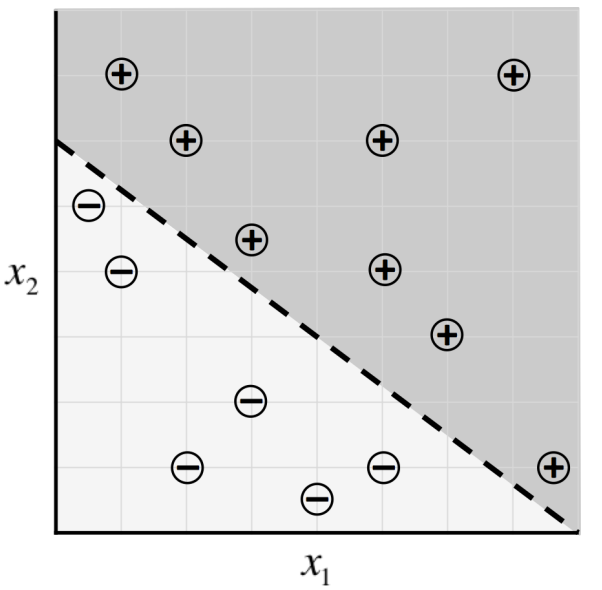 + +
+ +
−
+
− +
+
−
− − +
−
x₂
x₁